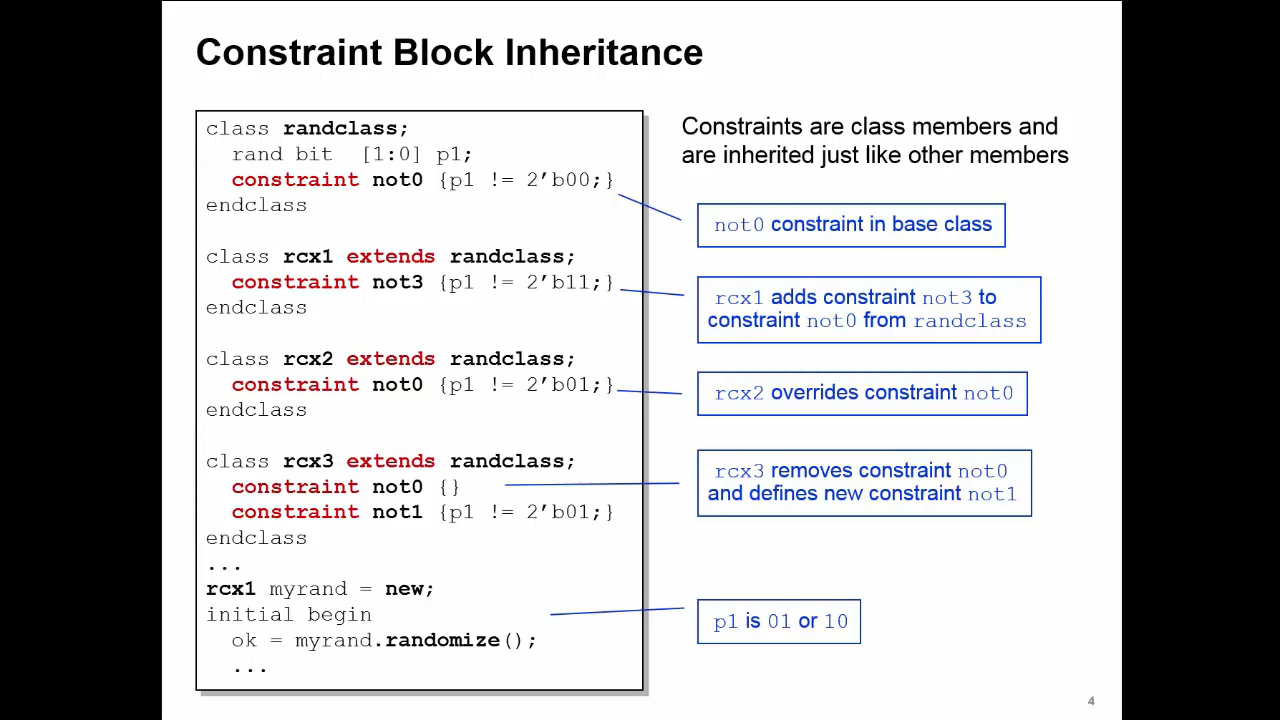 Constraint Block Inheritance
class randclass;
rand bit [1:0] p1;
constraint not0 {p1 != 2’b00;}
endclass
class rcx1 extends randclass;
constraint not3 {p1 != 2’b11;}
endclass
class rcx2 extends randclass;
constraint not0 {p1 != 2’b01;}
endclass
class rcx3 extends randclass;
constraint not0 {}
constraint not1 {p1 != 2’b01;}
endclass
...
rcx1 myrand = new;
initial begin
ok = myrand.randomize();
...
Constraints are class members and
are inherited just like other members
not0 constraint in base class
rcx1 adds constraint not3 to
constraint not0 from randclass
rcx2 overrides constraint not0
rcx3 removes constraint not0
and defines new constraint not1
p1 is 01 or 10
4